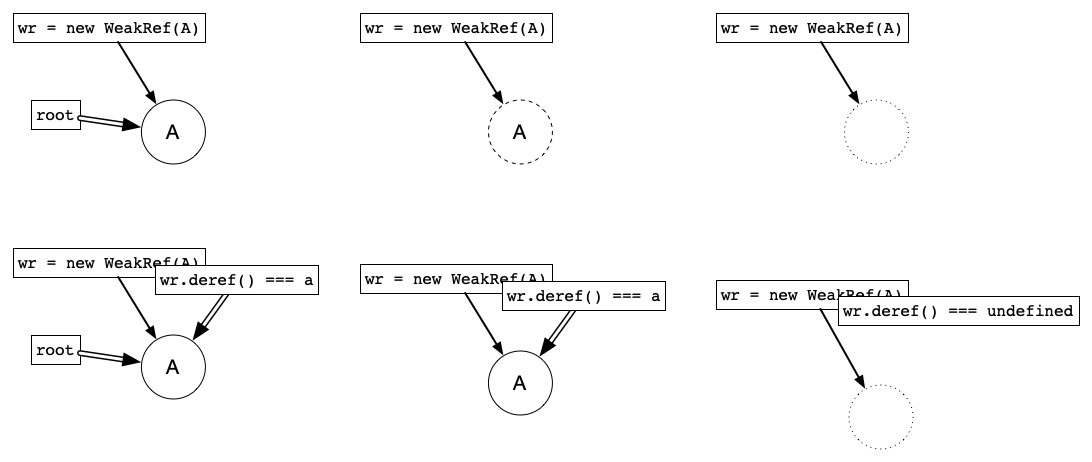 wr = new WeakRef(A)
wr = new WeakRef(A)
wr = new WeakRef(A)
root
A
A
wr = new WeakRef(A)
wr.deref() === a
root
A
wr = new WeakRef(A)
wr.deref() === a
A
wr = new WeakRef(A)
wr.deref() === undefined